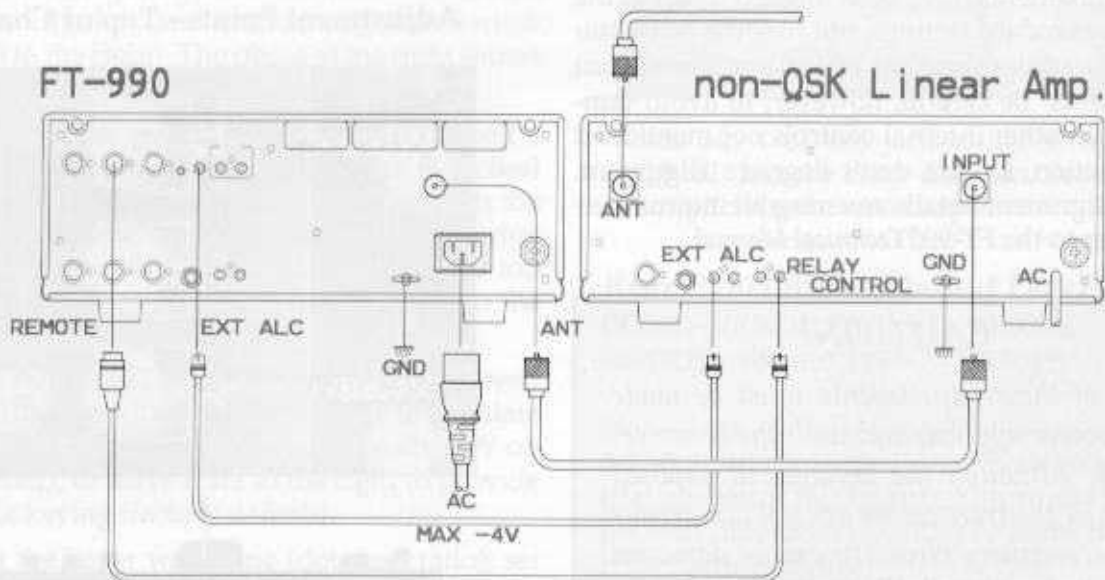 FT-990
non-QSK Linear Amp.
INPUT
ANT
EXT ALC
RELAY CONTROL
GND
AC
REMOTE
EXT ALC
GND
ANT
AC
MAX -4V